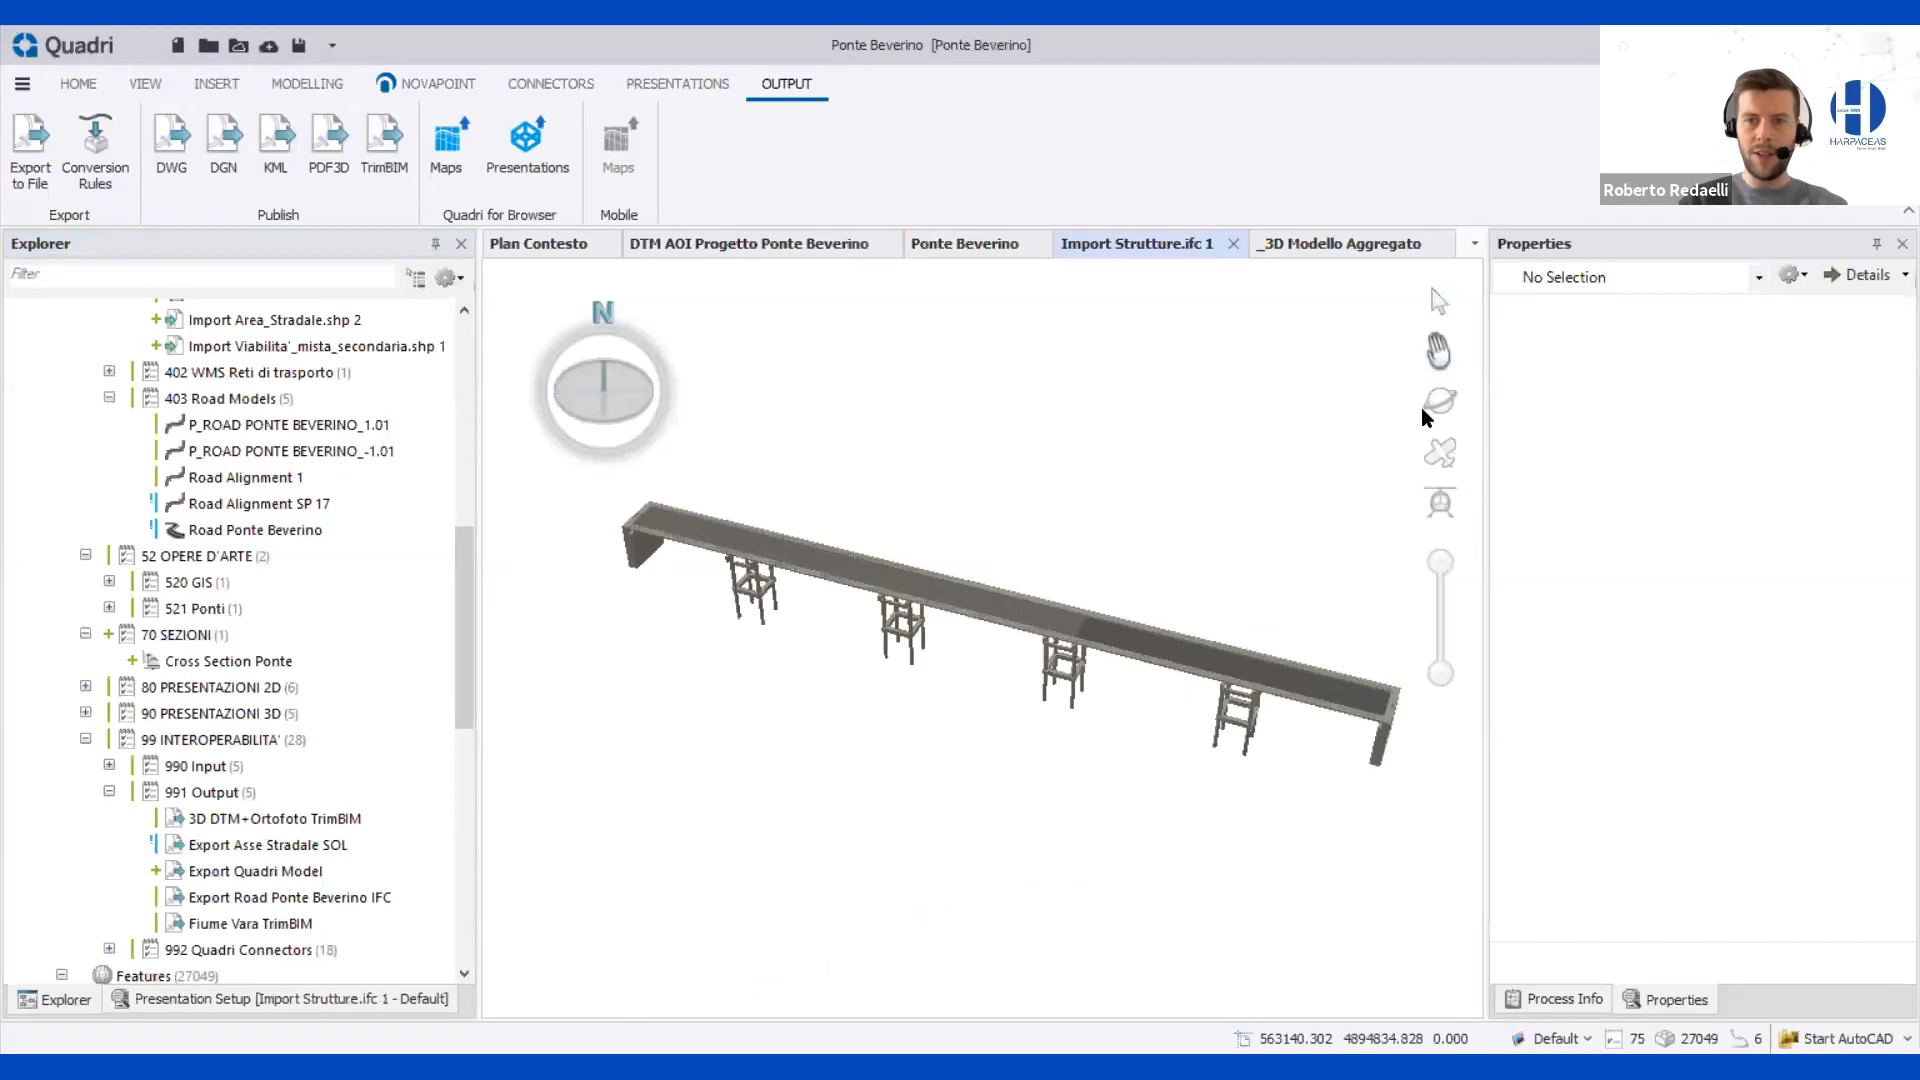 Quadri
Ponte Beverino [Ponte Beverino]
HOME VIEW INSERT MODELLING NOVAPOINT CONNECTORS PRESENTATIONS OUTPUT
Export to File
Conversion Rules
DWG DGN KML PDF3D TrimBIM
Maps Presentations
Maps
Export Publish Quadri for Browser Mobile
HARPACEAS
Roberto Redaelli
Explorer
Filter
Import Area_Stradale.shp 2
Import Viabilita'_mista_secondaria.shp 1
402 WMS Reti di trasporto (1)
403 Road Models (5)
P_ROAD PONTE BEVERINO_1.01
P_ROAD PONTE BEVERINO_-1.01
Road Alignment 1
Road Alignment SP 17
Road Ponte Beverino
52 OPERE D'ARTE (2)
520 GIS (1)
521 Ponti (1)
70 SEZIONI (1)
Cross Section Ponte
80 PRESENTAZIONI 2D (6)
90 PRESENTAZIONI 3D (5)
99 INTEROPERABILITA' (28)
990 Input (5)
991 Output (5)
3D DTM+Ortofoto TrimBIM
Export Asse Stradale SOL
Export Quadri Model
Export Road Ponte Beverino IFC
Fiume Vara TrimBIM
992 Quadri Connectors (18)
Features (27049)
Explorer Presentation Setup [Import Strutture.ifc 1 - Default]
Plan Contesto DTM AOI Progetto Ponte Beverino Ponte Beverino Import Strutture.ifc 1 _3D Modello Aggregato
N
Properties
No Selection Details
Process Info Properties
563140.302 4894834.828 0.000 Default 75 27049 6 Start AutoCAD